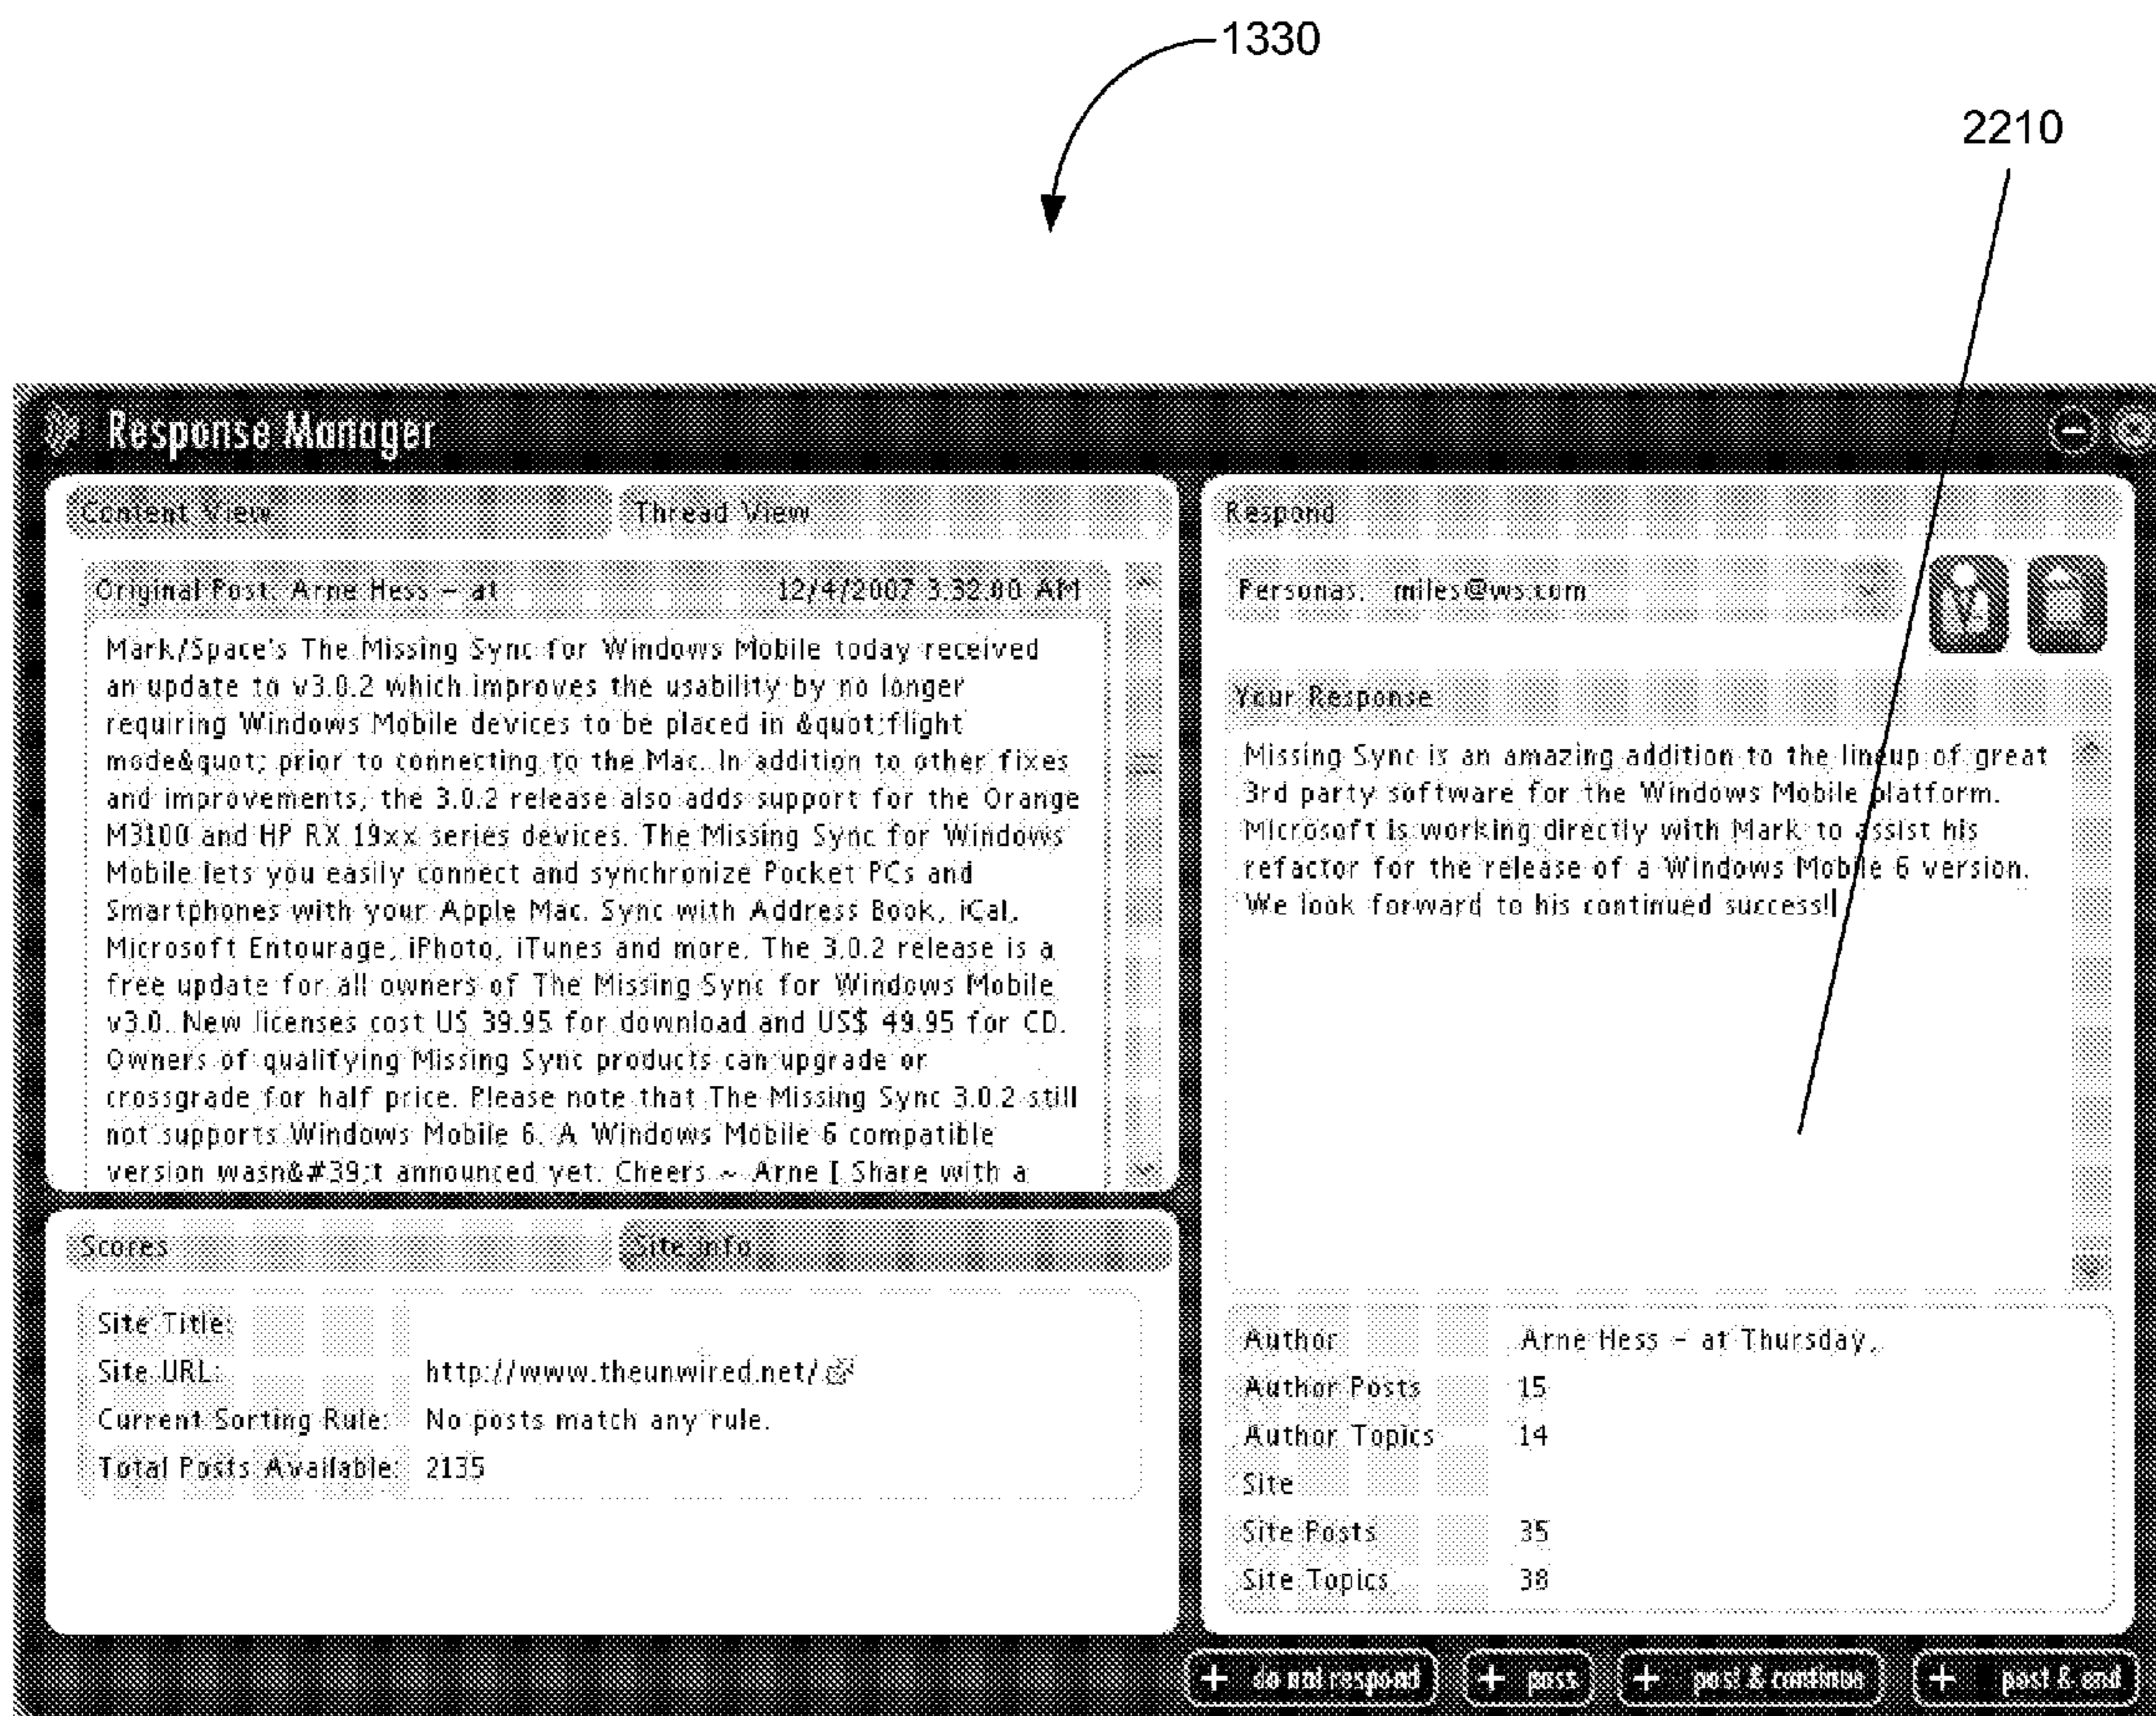 1330
2210
Response Manager
Content View
Thread View
Original Post: Arne Hess – at
12/4/2007 3:32:00 AM
Mark/Space's The Missing Sync for Windows Mobile today received
an update to v3.0.2 which improves the usability by no longer
requiring Windows Mobile devices to be placed in &quot;flight
mode&quot; prior to connecting to the Mac. In addition to other fixes
and improvements, the 3.0.2 release also adds support for the Orange
M3100 and HP RX 19xx series devices. The Missing Sync for Windows
Mobile lets you easily connect and synchronize Pocket PCs and
Smartphones with your Apple Mac. Sync with Address Book, iCal,
Microsoft Entourage, iPhoto, iTunes and more. The 3.0.2 release is a
free update for all owners of The Missing Sync for Windows Mobile
v3.0. New licenses cost US 39.95 for download and US$ 49.95 for CD.
Owners of qualifying Missing Sync products can upgrade or
crossgrade for half price. Please note that The Missing Sync 3.0.2 still
not supports Windows Mobile 6. A Windows Mobile 6 compatible
version wasn&#39;t announced yet. Cheers ~ Arne [ Share with a
Scores
Site Info
Site Title:
Site URL: http://www.theunwired.net/
Current Sorting Rule: No posts match any rule.
Total Posts Available: 2135
Respond
Personas: miles@ws.com
Your Response
Missing Sync is an amazing addition to the lineup of great
3rd party software for the Windows Mobile platform.
Microsoft is working directly with Mark to assist his
refactor for the release of a Windows Mobile 6 version.
We look forward to his continued success!
Author Arne Hess – at Thursday,
Author Posts 15
Author Topics 14
Site
Site Posts 35
Site Topics 38
+ do not respond
+ pass
+ post & continue
+ post & end